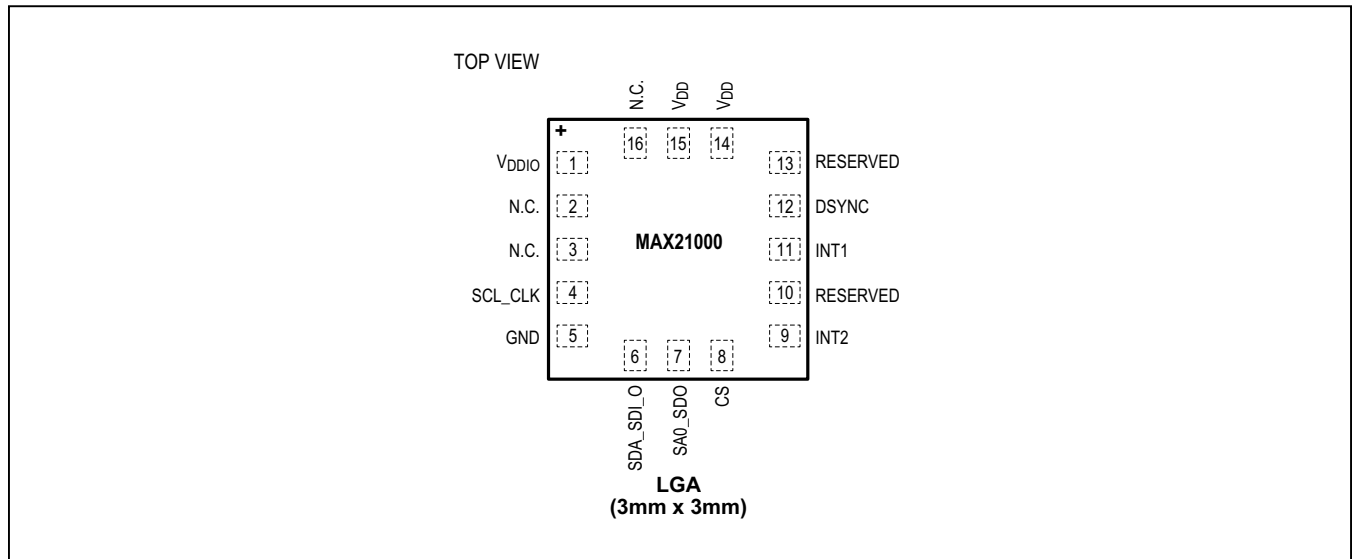 TOP VIEW
N.C.
VDD
VDD
+
16
15
14
VDDIO
1
13
RESERVED
N.C.
2
12
DSYNC
N.C.
3
MAX21000
11
INT1
SCL_CLK
4
10
RESERVED
GND
5
9
INT2
6
7
8
SDA_SDI_O
SA0_SDO
CS
LGA
(3mm x 3mm)